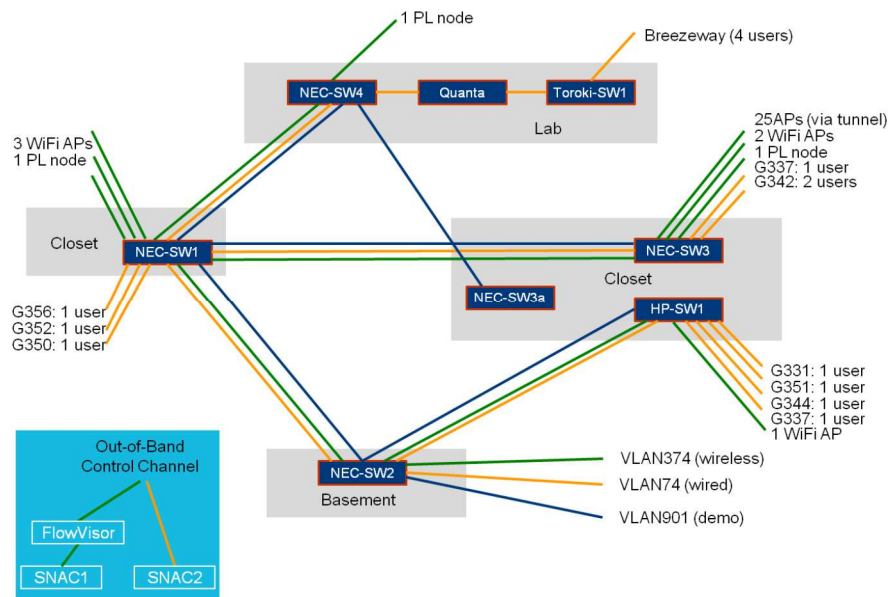 1 PL node
Breezeway (4 users)
NEC-SW4
Quanta
Toroki-SW1
Lab
3 WiFi APs
1 PL node
25APs (via tunnel)
2 WiFi APs
1 PL node
G337: 1 user
G342: 2 users
Closet
NEC-SW1
NEC-SW3
Closet
NEC-SW3a
HP-SW1
G356: 1 user
G352: 1 user
G350: 1 user
G331: 1 user
G351: 1 user
G344: 1 user
G337: 1 user
1 WiFi AP
Out-of-Band
Control Channel
FlowVisor
SNAC1
SNAC2
NEC-SW2
Basement
VLAN374 (wireless)
VLAN74 (wired)
VLAN901 (demo)